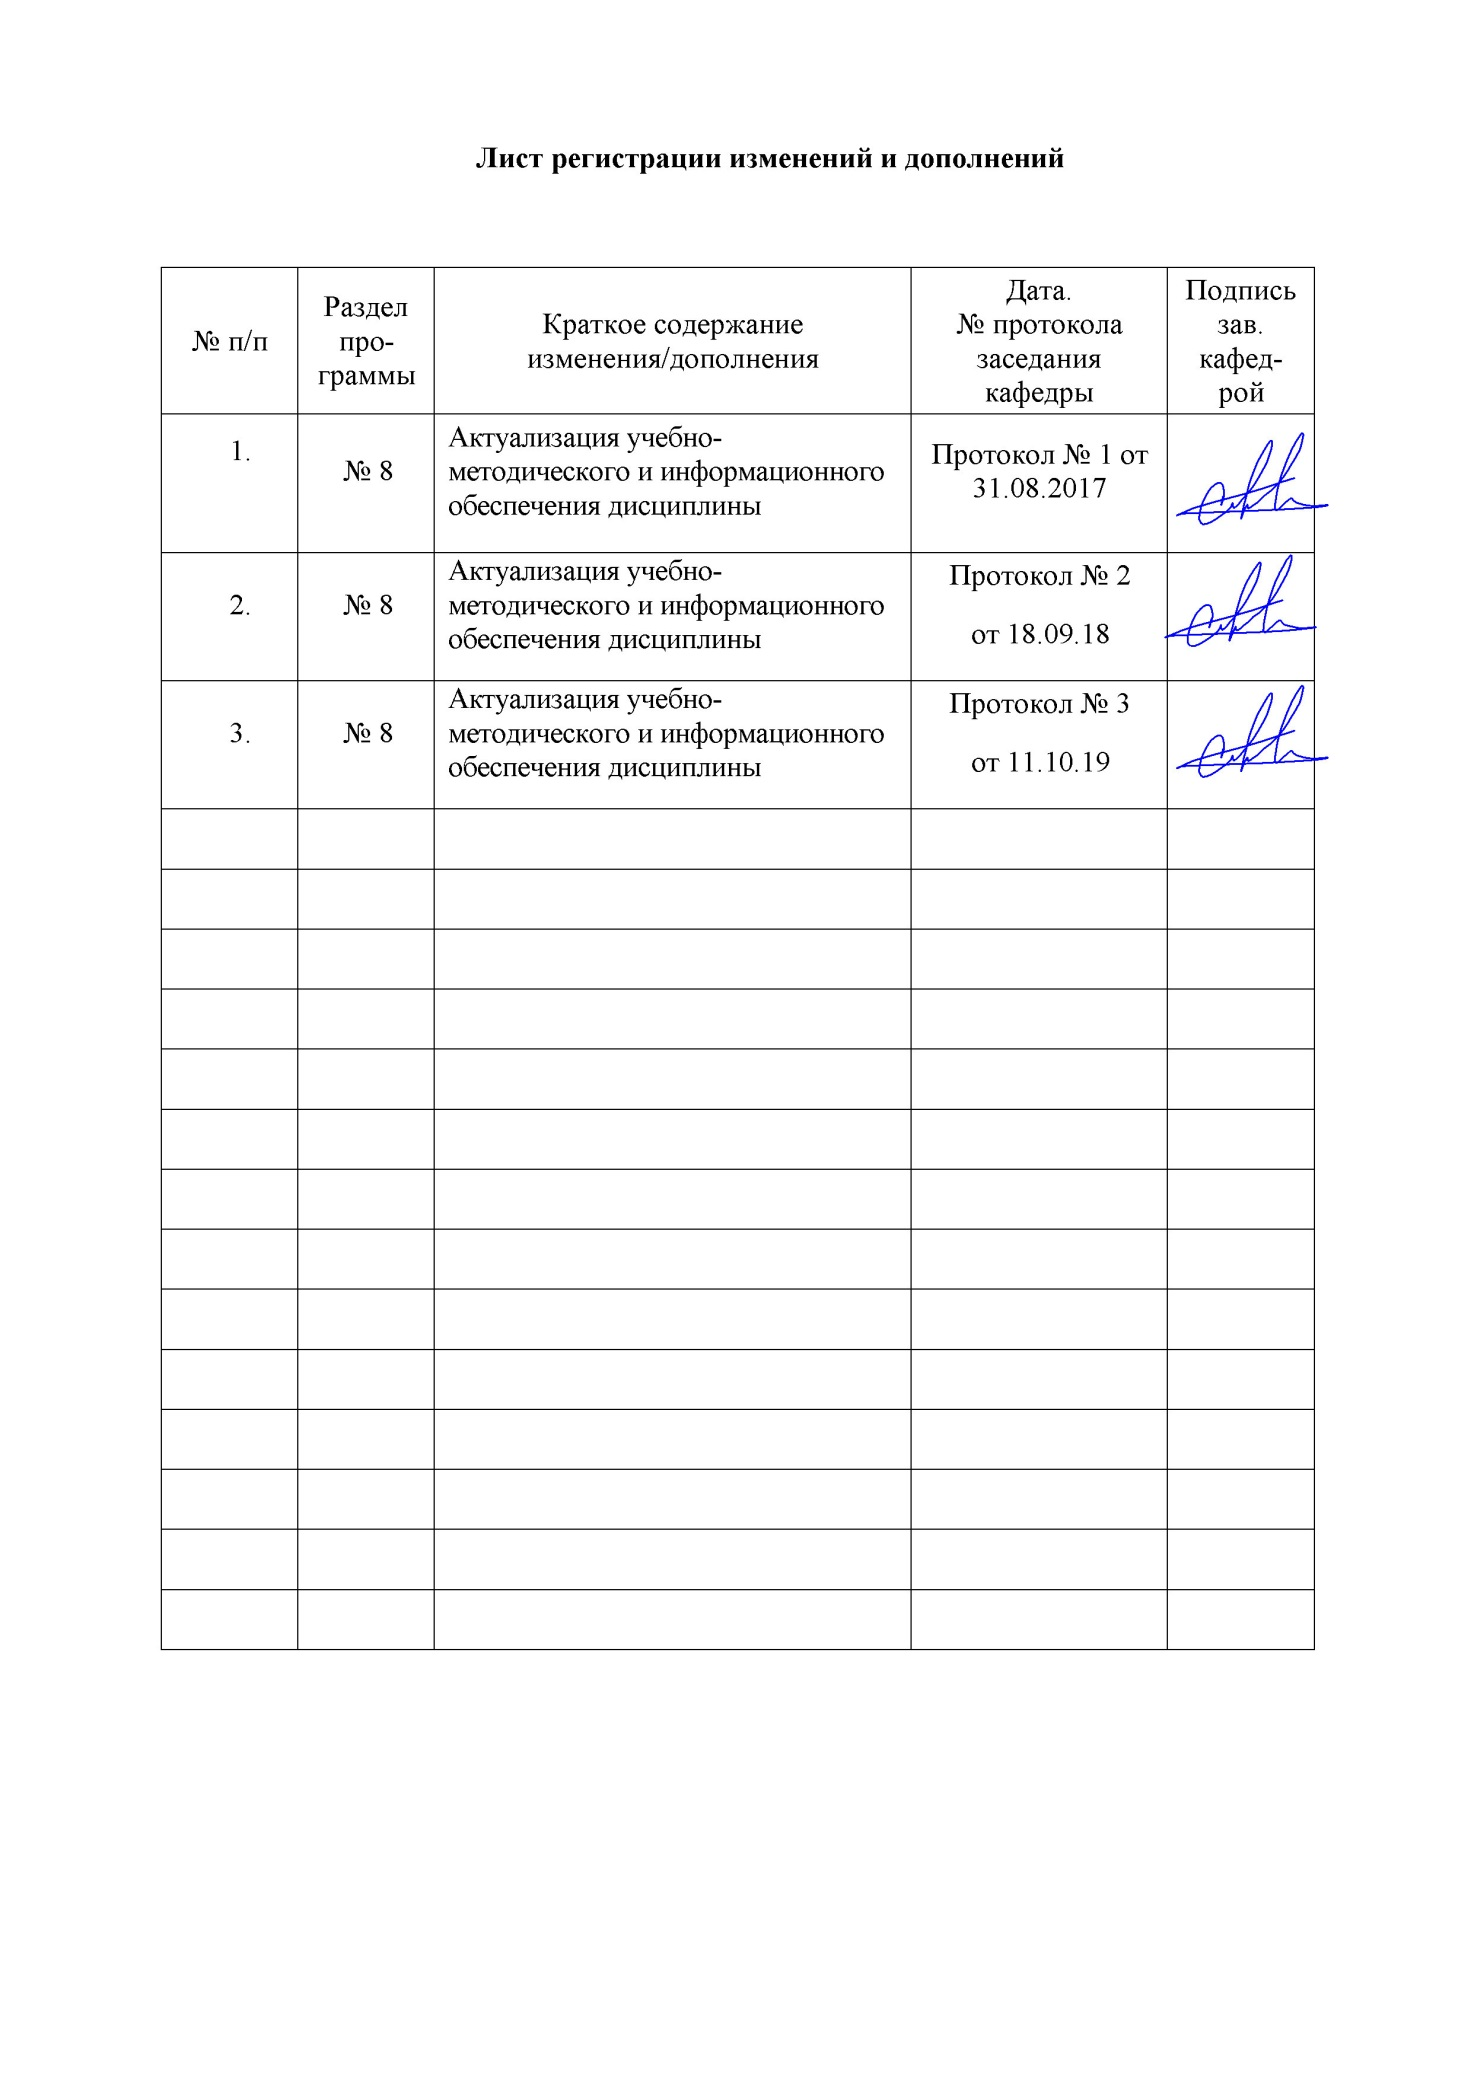 Лист регистрации изменений и дополнений
№ п/п
Раздел
про-
граммы
Краткое содержание
изменения/дополнения
Дата.
№ протокола
заседания
кафедры
Подпись
зав.
кафед-
рой
1.
№ 8
Актуализация учебно-
методического и информационного
обеспечения дисциплины
Протокол № 1 от
31.08.2017
2.
№ 8
Актуализация учебно-
методического и информационного
обеспечения дисциплины
Протокол № 2
от 18.09.18
3.
№ 8
Актуализация учебно-
методического и информационного
обеспечения дисциплины
Протокол № 3
от 11.10.19